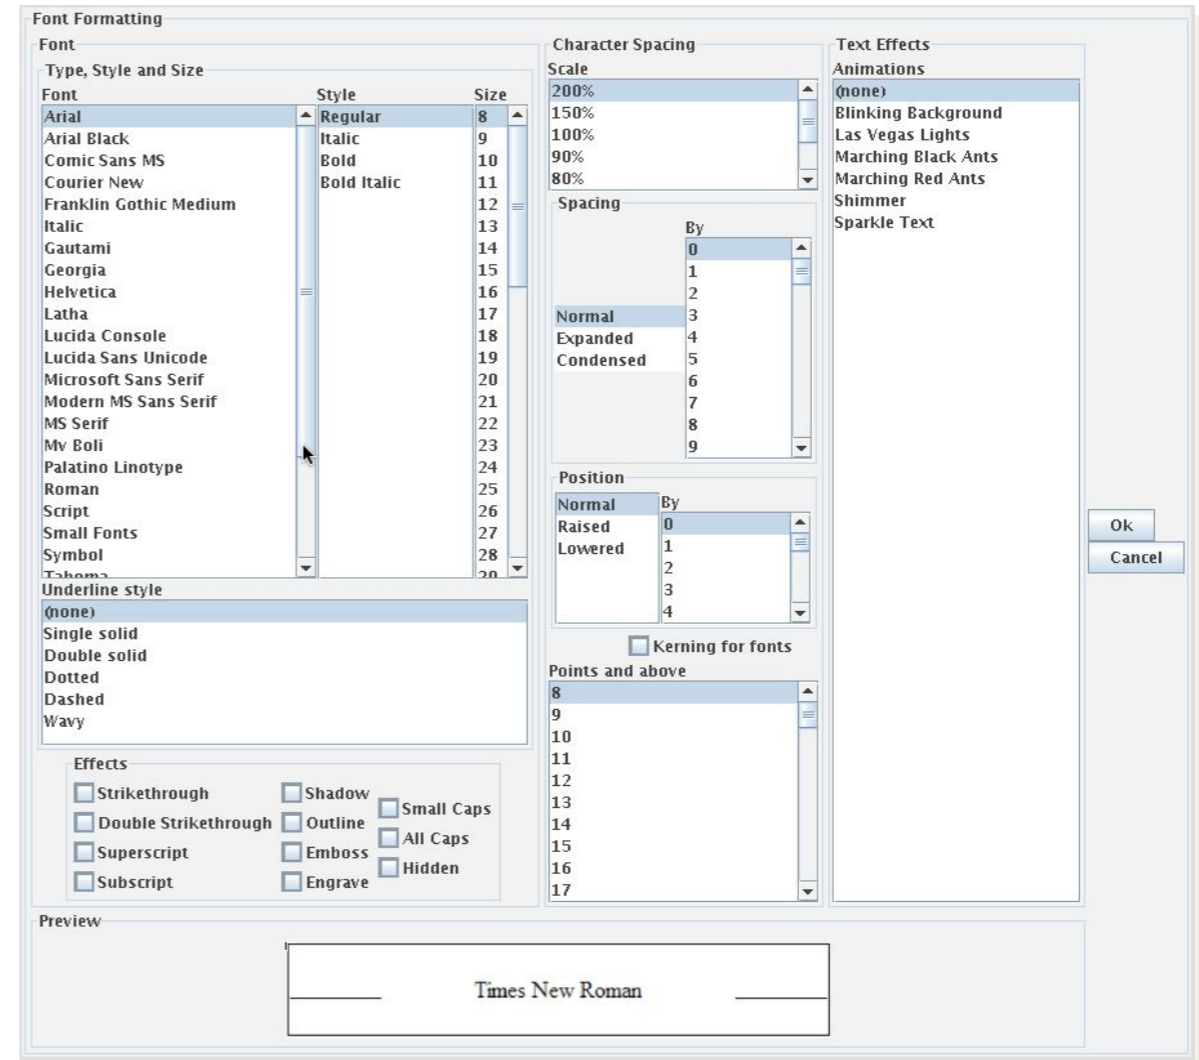 Font Formatting
Font
Type, Style and Size
Font Style Size
Arial
Arial Black
Comic Sans MS
Courier New
Franklin Gothic Medium
Italic
Gautami
Georgia
Helvetica
Latha
Lucida Console
Lucida Sans Unicode
Microsoft Sans Serif
Modern MS Sans Serif
MS Serif
Mv Boli
Palatino Linotype
Roman
Script
Small Fonts
Symbol
Tahoma
Regular
Italic
Bold
Bold Italic
8
9
10
11
12
13
14
15
16
17
18
19
20
21
22
23
24
25
26
27
28
29
Underline style
(none)
Single solid
Double solid
Dotted
Dashed
Wavy
Effects
Strikethrough
Double Strikethrough
Superscript
Subscript
Shadow
Outline
Emboss
Engrave
Small Caps
All Caps
Hidden
Character Spacing
Scale
200%
150%
100%
90%
80%
Spacing
Normal
Expanded
Condensed
By
0
1
2
3
4
5
6
7
8
9
Position
Normal
Raised
Lowered
By
0
1
2
3
4
Kerning for fonts
Points and above
8
9
10
11
12
13
14
15
16
17
Text Effects
Animations
(none)
Blinking Background
Las Vegas Lights
Marching Black Ants
Marching Red Ants
Shimmer
Sparkle Text
Ok
Cancel
Preview
Times New Roman